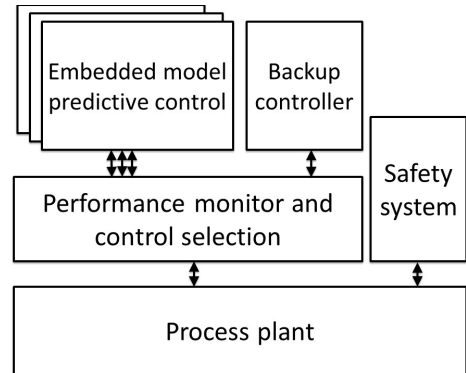 Embedded model
predictive control
Backup
controller
Safety
system
Performance monitor and
control selection
Process plant